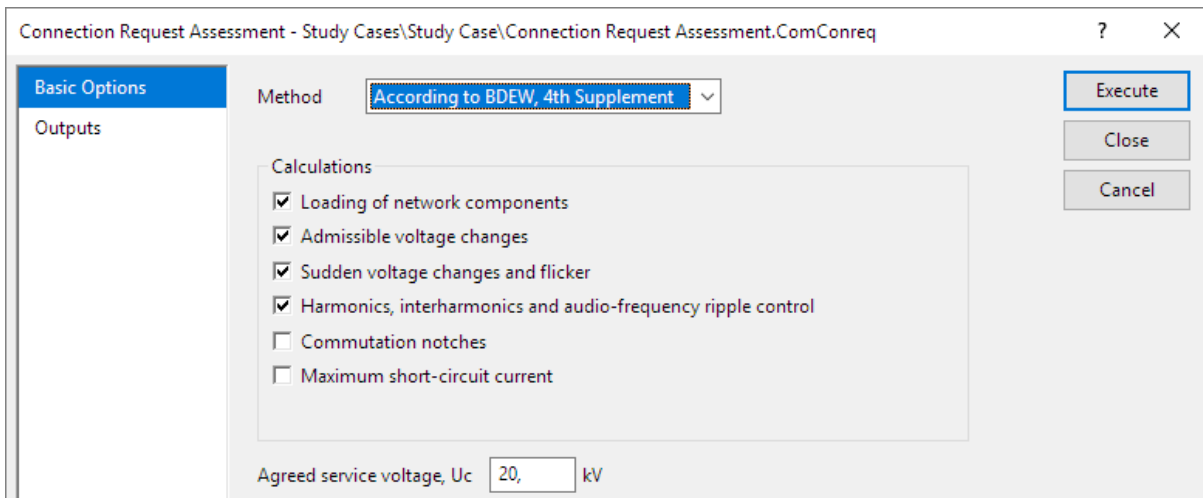 Connection Request Assessment - Study Cases\Study Case\Connection Request Assessment.ComConreq ?
Basic Options
Outputs
Method According to BDEW, 4th Supplement
Execute
Close
Cancel
Calculations
Loading of network components
Admissible voltage changes
Sudden voltage changes and flicker
Harmonics, interharmonics and audio-frequency ripple control
Commutation notches
Maximum short-circuit current
Agreed service voltage, Uc 20, kV